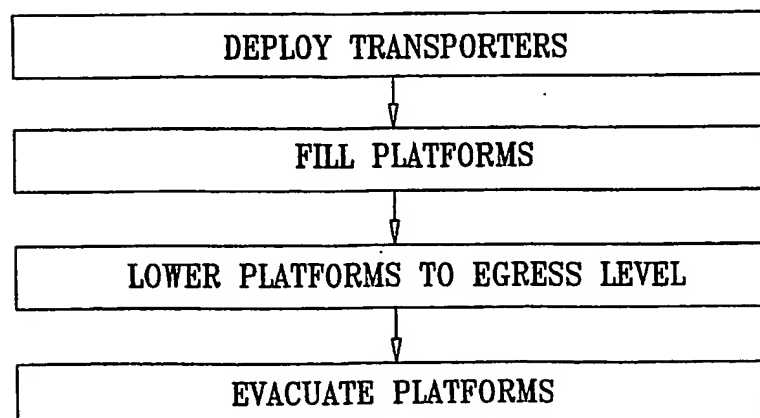 DEPLOY TRANSPORTERS
FILL PLATFORMS
LOWER PLATFORMS TO EGRESS LEVEL
EVACUATE PLATFORMS